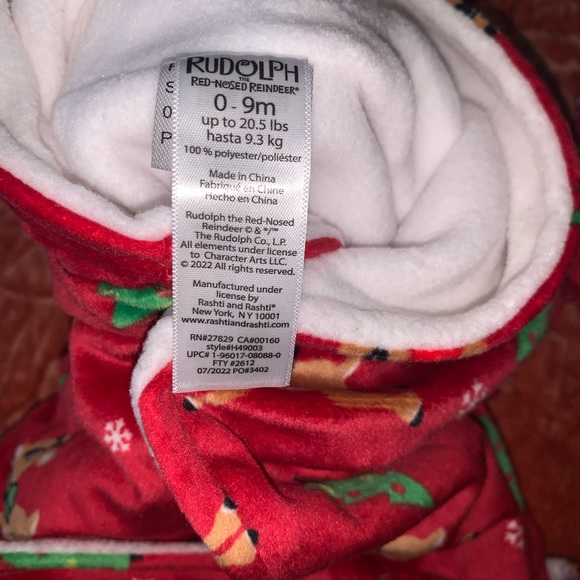 RUDOLPH
THE
RED-NOSED REINDEER®
0 - 9m
up to 20.5 lbs
hasta 9.3 kg
100 % polyester/poliéster
Made in China
Fabriqué en Chine
Hecho en China
Rudolph the Red-Nosed
Reindeer © & ®/™
The Rudolph Co., L.P.
All elements under license
to Character Arts LLC.
© 2022 All rights reserved.
Manufactured under
license by
Rashti and Rashti®
New York, NY 10001
www.rashtiandrashti.com
RN#27829 CA#00160
style#H49003
UPC# 1-96017-08088-0
FTY #2612
07/2022 PO#3402
S
0
P